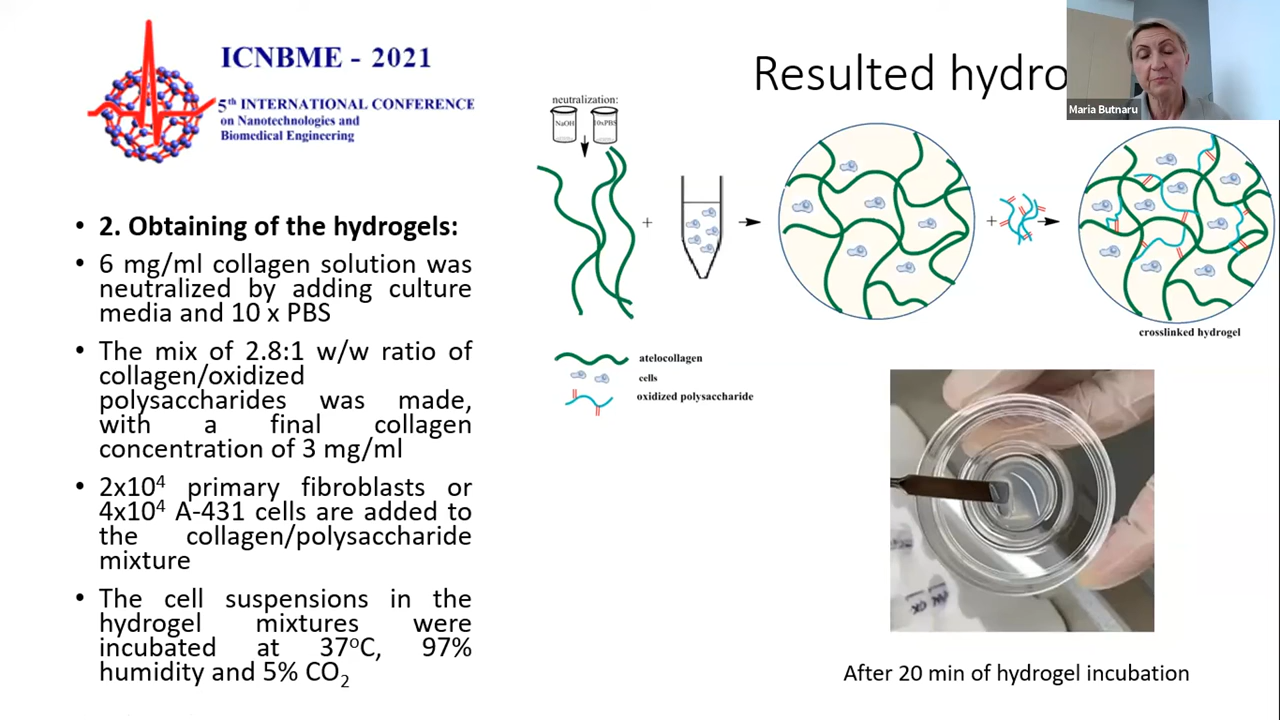 ICNBME - 2021
5th INTERNATIONAL CONFERENCE
on Nanotechnologies and
Biomedical Engineering
Resulted hydro
Maria Butnaru
• 2. Obtaining of the hydrogels:
• 6 mg/ml collagen solution was
neutralized by adding culture
media and 10 x PBS
• The mix of 2.8:1 w/w ratio of
collagen/oxidized
polysaccharides was made,
with a final collagen
concentration of 3 mg/ml
• 2x10⁴ primary fibroblasts or
4x10⁴ A-431 cells are added to
the collagen/polysaccharide
mixture
• The cell suspensions in the
hydrogel mixtures were
incubated at 37ºC, 97%
humidity and 5% CO₂
neutralization:
NaOH
10xPBS
+
+
crosslinked hydrogel
atelocollagen
cells
oxidized polysaccharide
After 20 min of hydrogel incubation